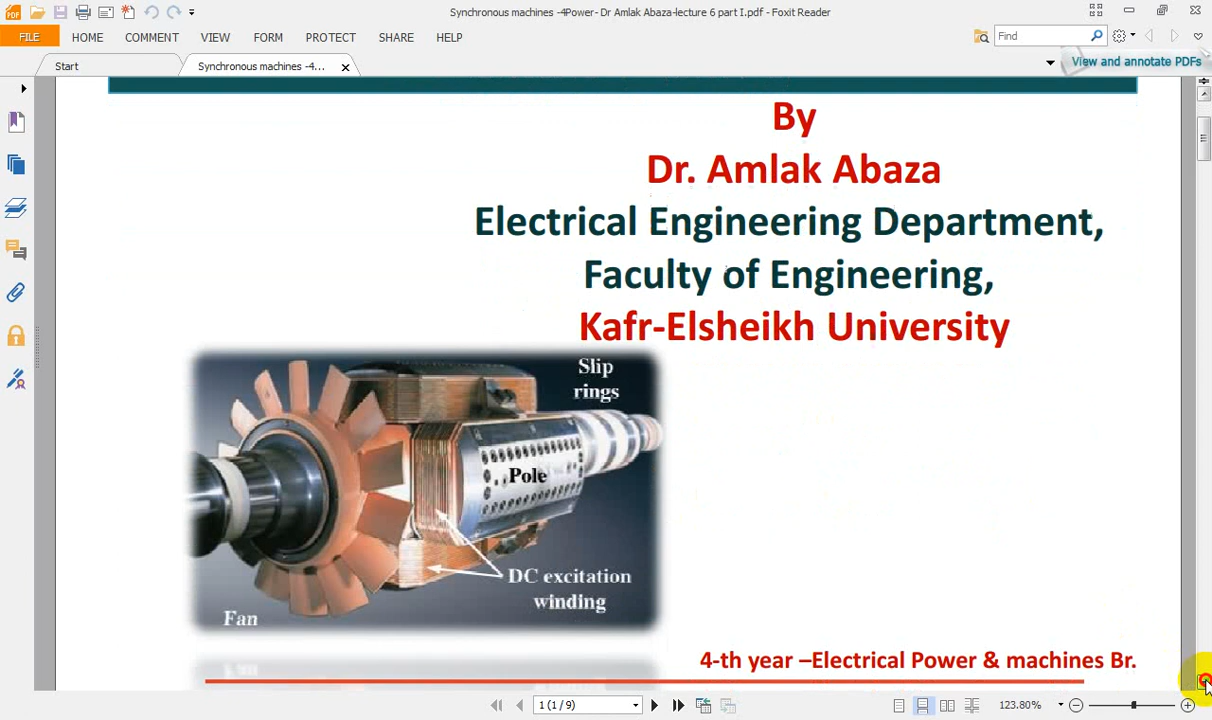 Synchronous machines -4Power- Dr Amlak Abaza-lecture 6 part I.pdf - Foxit Reader
FILE HOME COMMENT VIEW FORM PROTECT SHARE HELP
Find
Start
Synchronous machines -4...
View and annotate PDFs
By
Dr. Amlak Abaza
Electrical Engineering Department,
Faculty of Engineering,
Kafr-Elsheikh University
Slip
rings
Pole
DC excitation
winding
Fan
4-th year –Electrical Power & machines Br.
1 (1 / 9)
123.80%